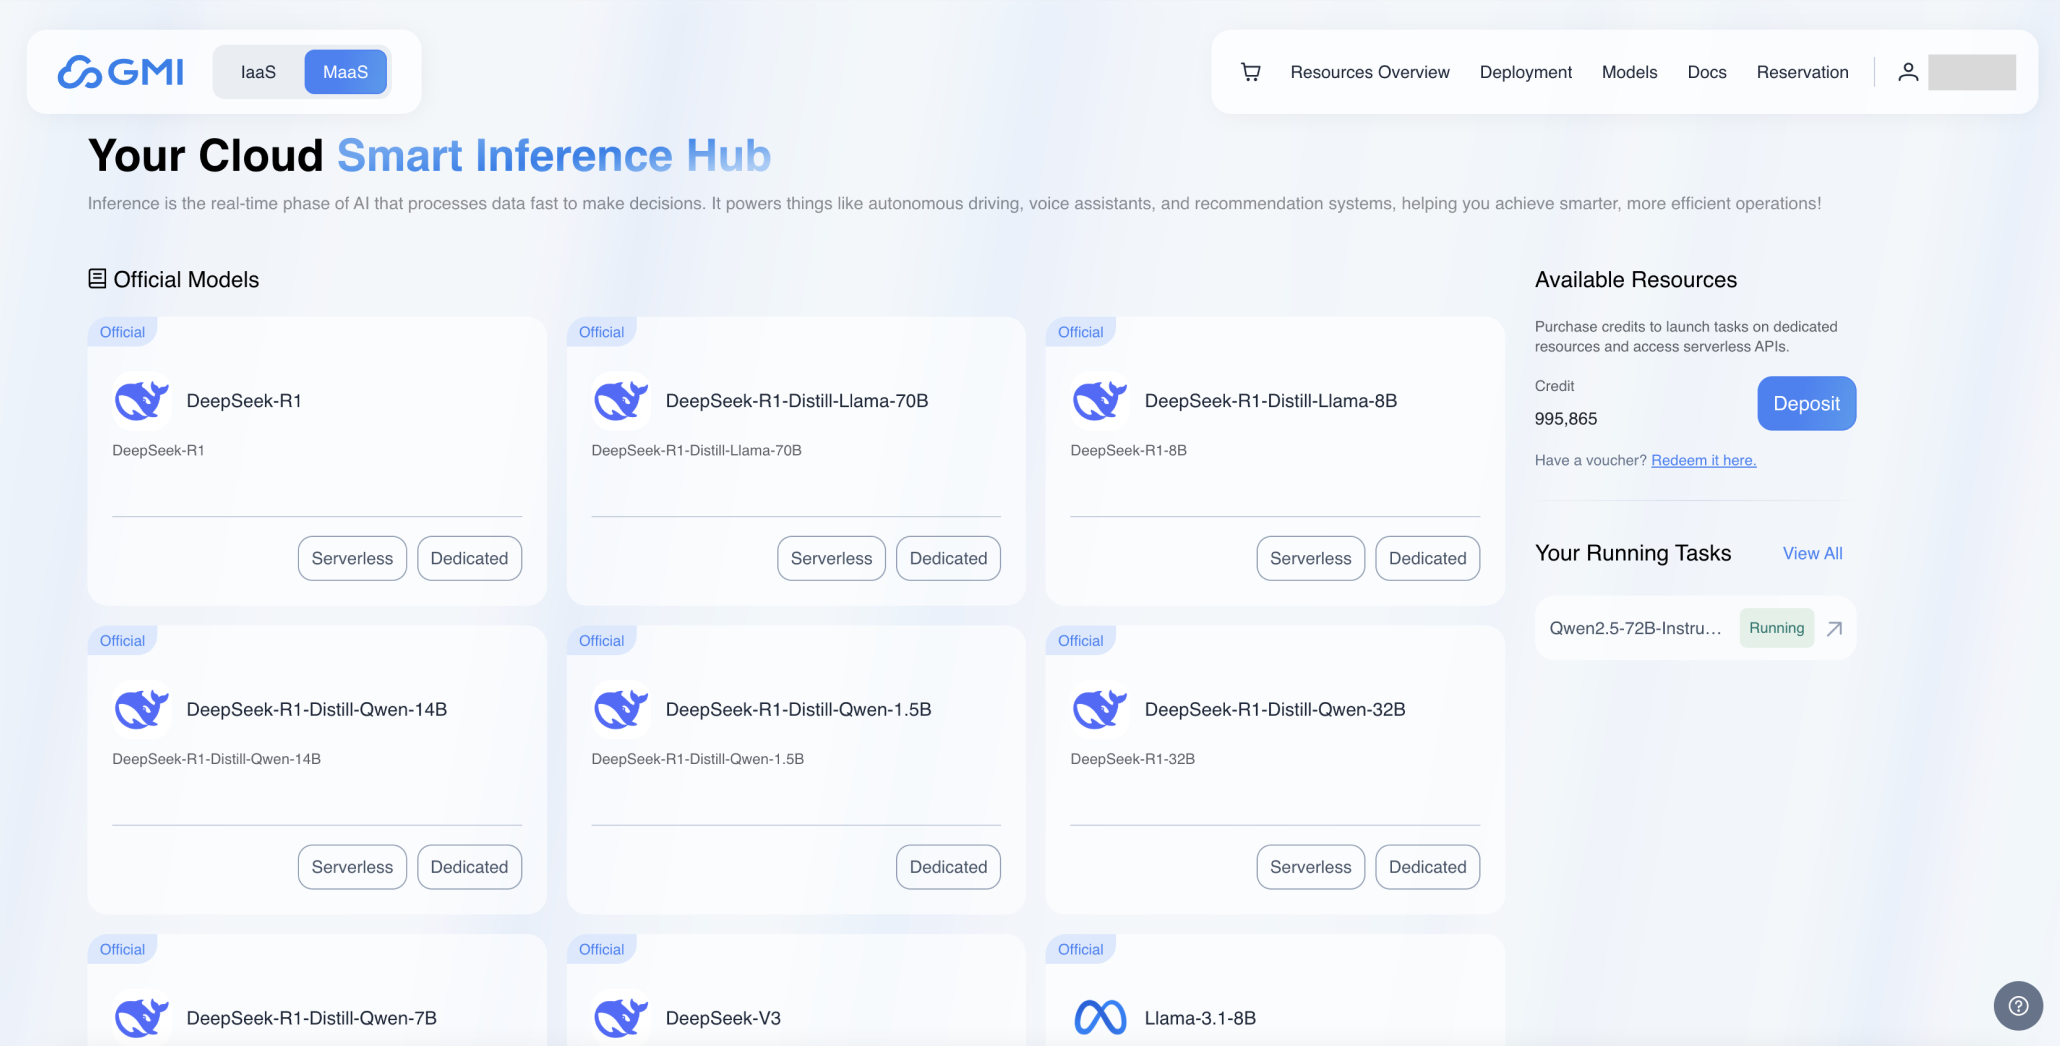 GMI
IaaS
MaaS
Resources Overview
Deployment
Models
Docs
Reservation
Your Cloud Smart Inference Hub
Inference is the real-time phase of AI that processes data fast to make decisions. It powers things like autonomous driving, voice assistants, and recommendation systems, helping you achieve smarter, more efficient operations!
Official Models
Official
DeepSeek-R1
DeepSeek-R1
Serverless
Dedicated
Official
DeepSeek-R1-Distill-Llama-70B
DeepSeek-R1-Distill-Llama-70B
Serverless
Dedicated
Official
DeepSeek-R1-Distill-Llama-8B
DeepSeek-R1-8B
Serverless
Dedicated
Official
DeepSeek-R1-Distill-Qwen-14B
DeepSeek-R1-Distill-Qwen-14B
Serverless
Dedicated
Official
DeepSeek-R1-Distill-Qwen-1.5B
DeepSeek-R1-Distill-Qwen-1.5B
Dedicated
Official
DeepSeek-R1-Distill-Qwen-32B
DeepSeek-R1-32B
Serverless
Dedicated
Official
DeepSeek-R1-Distill-Qwen-7B
Official
DeepSeek-V3
Official
Llama-3.1-8B
Available Resources
Purchase credits to launch tasks on dedicated
resources and access serverless APIs.
Credit
995,865
Deposit
Have a voucher? Redeem it here.
Your Running Tasks
View All
Qwen2.5-72B-Instru...
Running